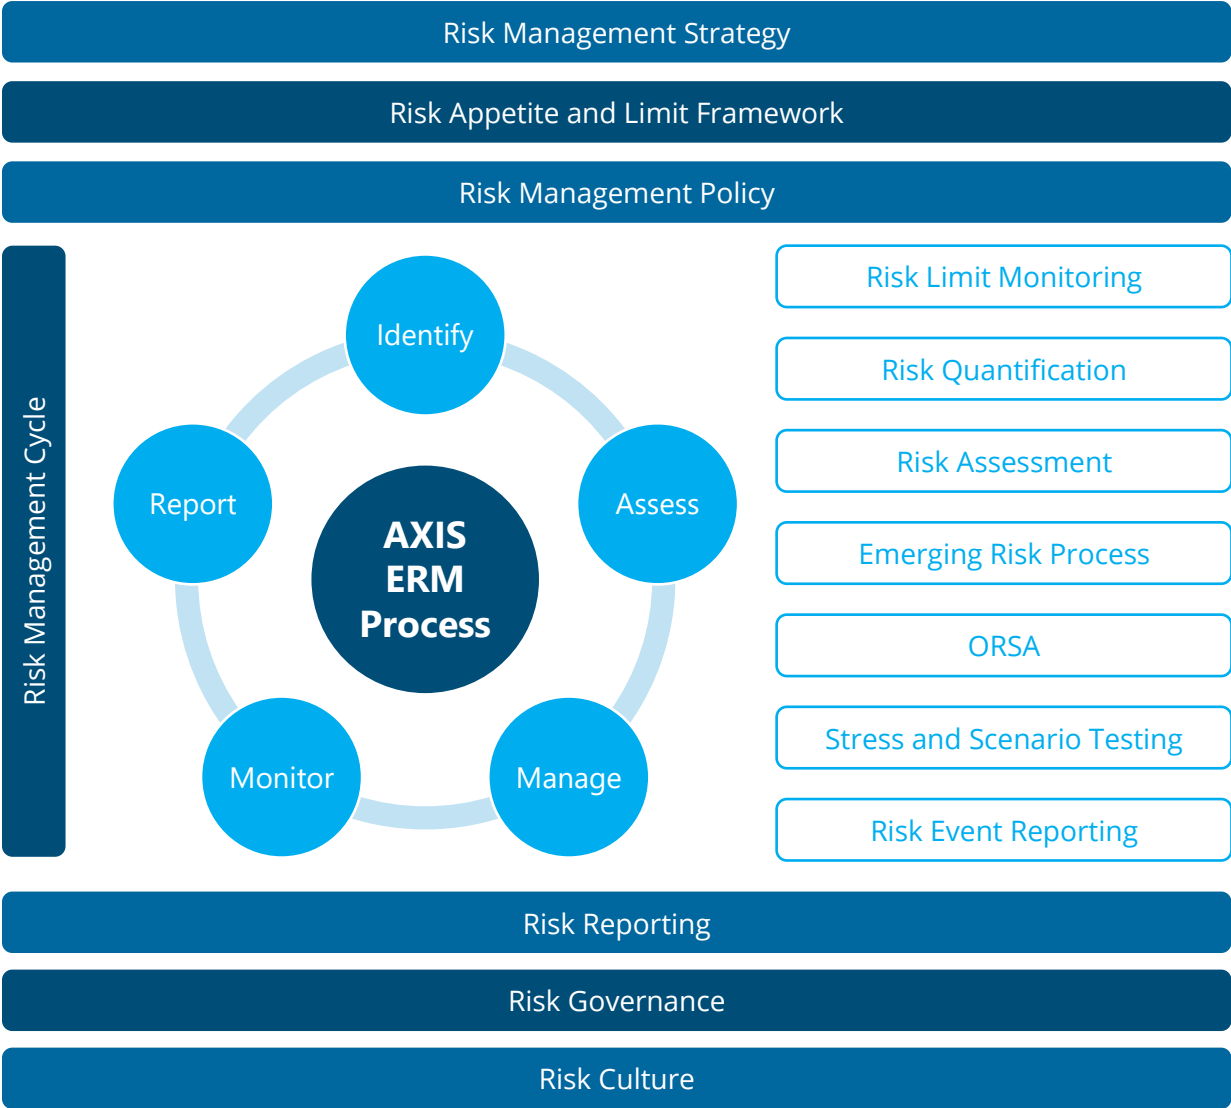 Risk Management Strategy
Risk Appetite and Limit Framework
Risk Management Policy
Risk Management Cycle
Identify
Assess
Manage
Monitor
Report
AXIS
ERM
Process
Risk Limit Monitoring
Risk Quantification
Risk Assessment
Emerging Risk Process
ORSA
Stress and Scenario Testing
Risk Event Reporting
Risk Reporting
Risk Governance
Risk Culture